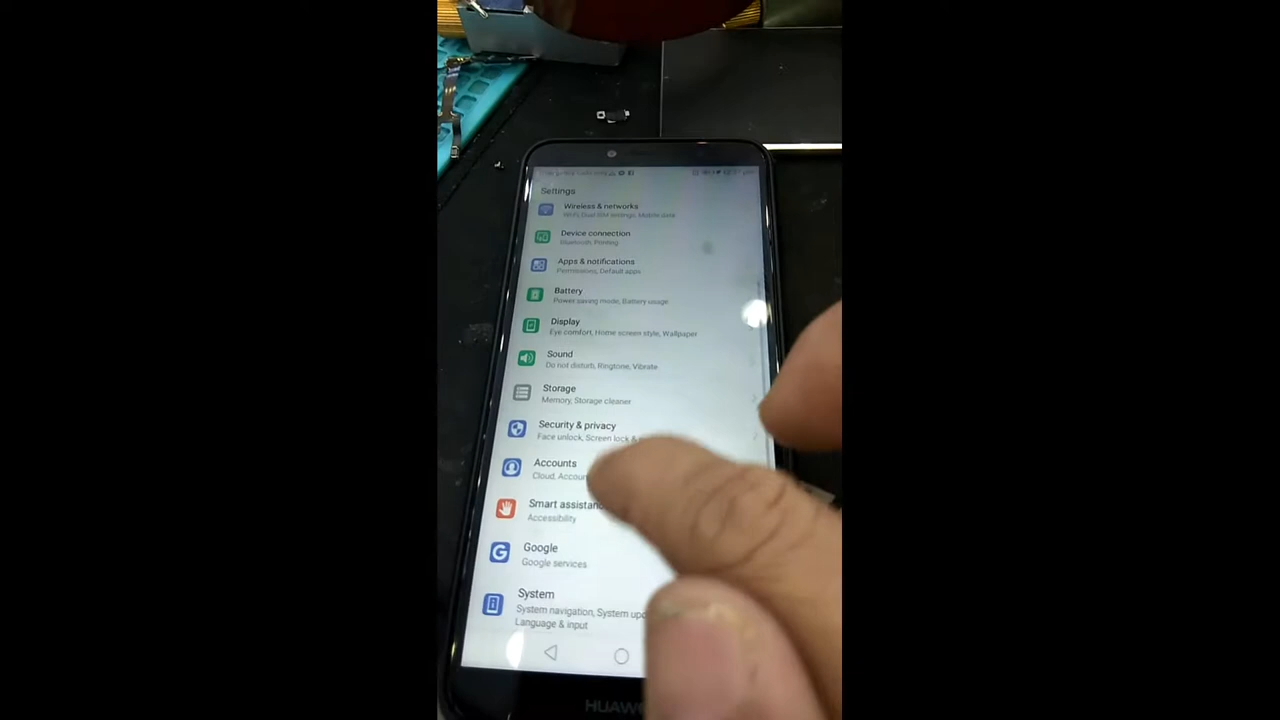 Settings
Wireless & networks
Wi-Fi, Dual SIM settings, Mobile data
Device connection
Bluetooth, Printing
Apps & notifications
Permissions, Default apps
Battery
Power saving mode, Battery usage
Display
Eye comfort, Home screen style, Wallpaper
Sound
Do not disturb, Ringtone, Vibrate
Storage
Memory, Storage cleaner
Security & privacy
Face unlock, Screen lock &
Accounts
Cloud, Accoun
Smart assistanc
Accessibility
Google
Google services
System
System navigation, System upd
Language & input
HUAW